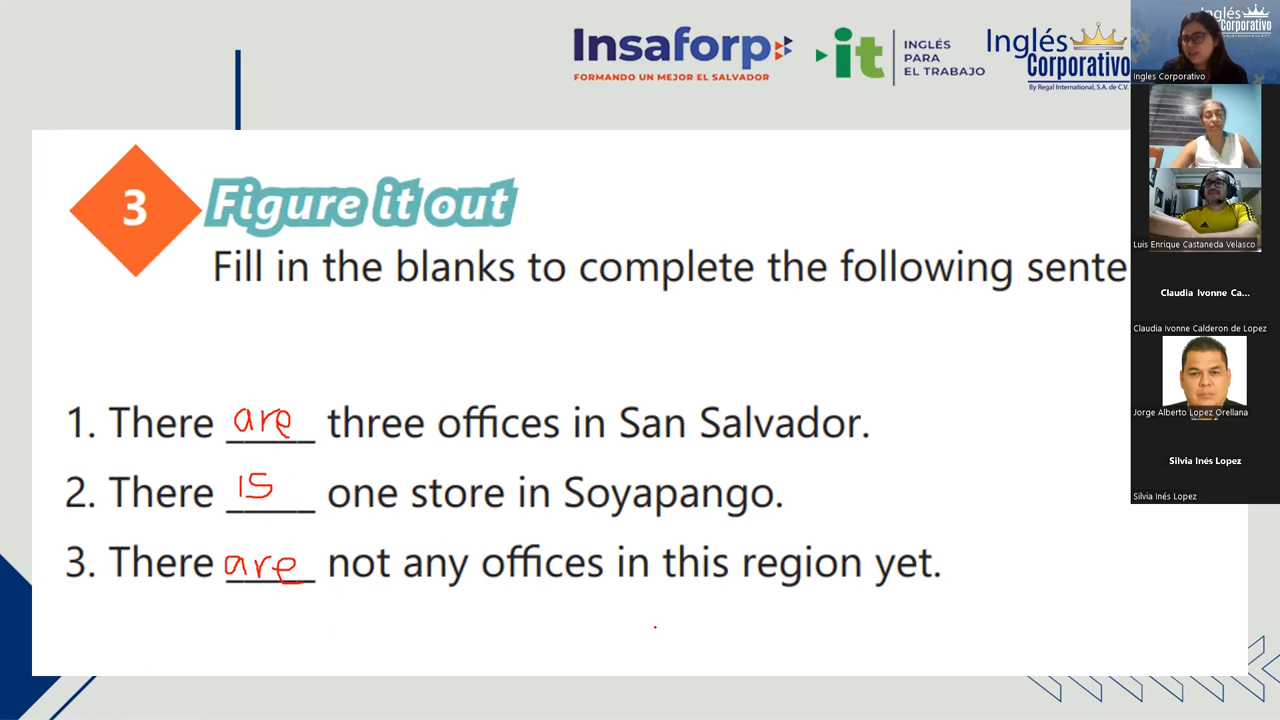 Insaforp
FORMANDO UN MEJOR EL SALVADOR
it
INGLÉS
PARA
EL TRABAJO
Inglés
Corporativo
By Regal International, S.A. de C.V.
Inglés
Corporativo
Ingles Corporativo
3
Figure it out
Fill in the blanks to complete the following sente
1. There are three offices in San Salvador.
2. There is one store in Soyapango.
3. There are not any offices in this region yet.
Luis Enrique Castaneda Velasco
Claudia Ivonne Ca...
Claudia Ivonne Calderon de Lopez
Jorge Alberto Lopez Orellana
Silvia Inés Lopez
Silvia Inés Lopez